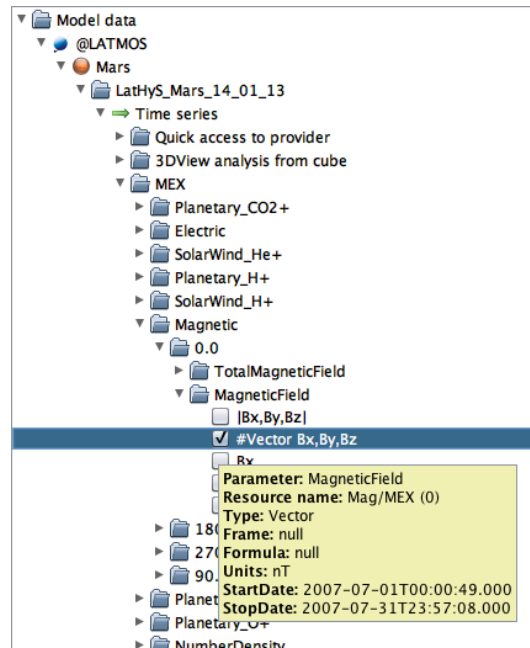 Model data
@LATMOS
Mars
LatHyS_Mars_14_01_13
Time series
Quick access to provider
3DView analysis from cube
MEX
Planetary_CO2+
Electric
SolarWind_He+
Planetary_H+
SolarWind_H+
Magnetic
0.0
TotalMagneticField
MagneticField
|Bx,By,Bz|
#Vector Bx,By,Bz
Bx
Parameter: MagneticField
Resource name: Mag/MEX (0)
Type: Vector
Frame: null
Formula: null
Units: nT
StartDate: 2007-07-01T00:00:49.000
StopDate: 2007-07-31T23:57:08.000
180
270
90.
Planet
Planetary_O+
NumberDensity